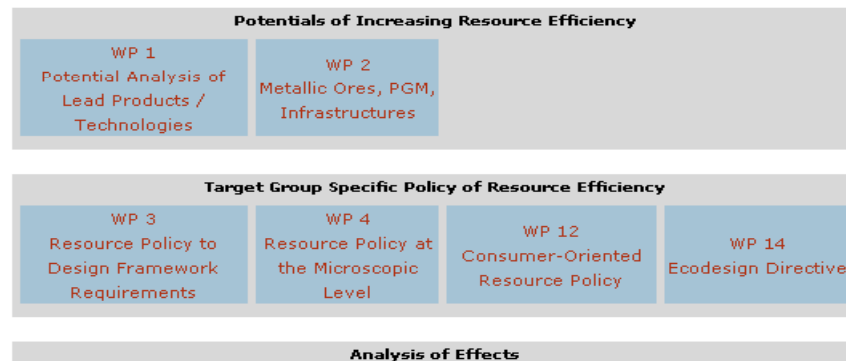 Potentials of Increasing Resource Efficiency
WP 1
Potential Analysis of
Lead Products /
Technologies
WP 2
Metallic Ores, PGM,
Infrastructures
Target Group Specific Policy of Resource Efficiency
WP 3
Resource Policy to
Design Framework
Requirements
WP 4
Resource Policy at
the Microscopic
Level
WP 12
Consumer-Oriented
Resource Policy
WP 14
Ecodesign Directive
Analysis of Effects